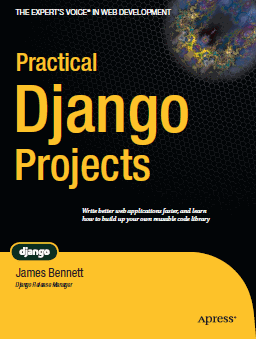 THE EXPERT'S VOICE® IN WEB DEVELOPMENT
Practical
Django
Projects
Write better web applications faster, and learn
how to build up your own reusable code library
django
James Bennett
Django Release Manager
Apress®